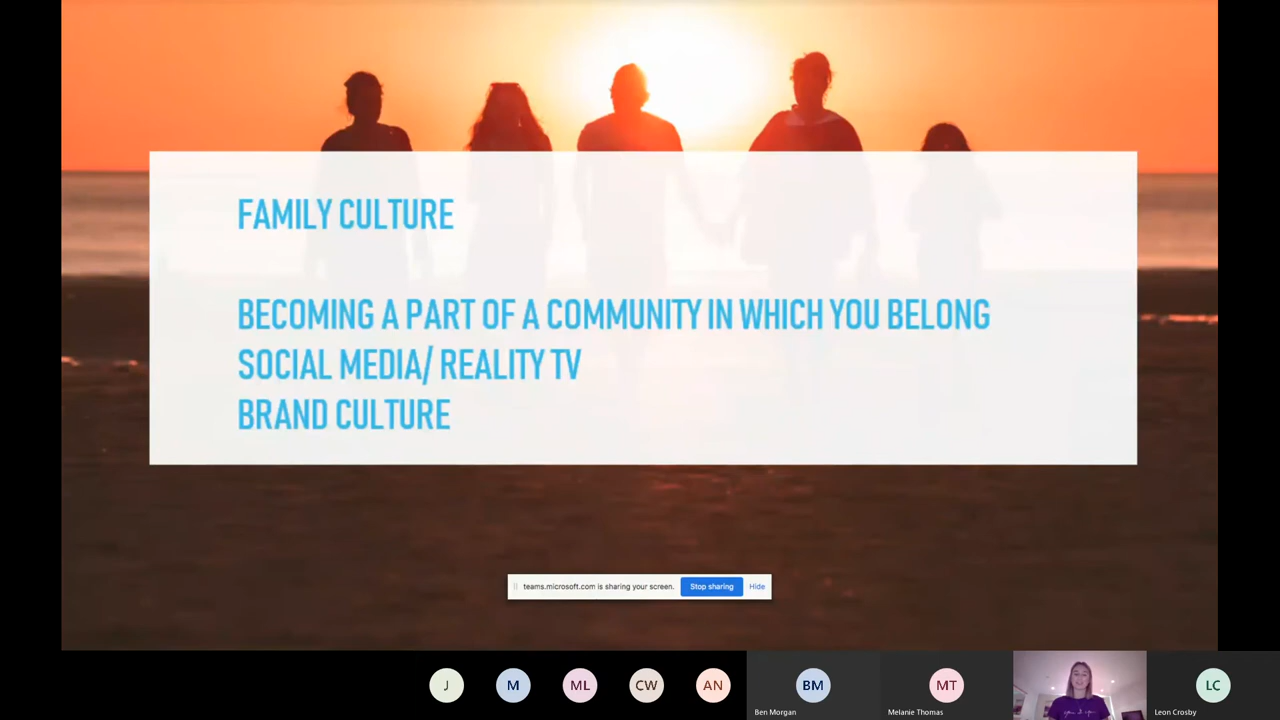 FAMILY CULTURE
BECOMING A PART OF A COMMUNITY IN WHICH YOU BELONG
SOCIAL MEDIA/ REALITY TV
BRAND CULTURE
teams.microsoft.com is sharing your screen. Stop sharing Hide
J M ML CW AN BM MT LC
Ben Morgan Melanie Thomas Leon Crosby